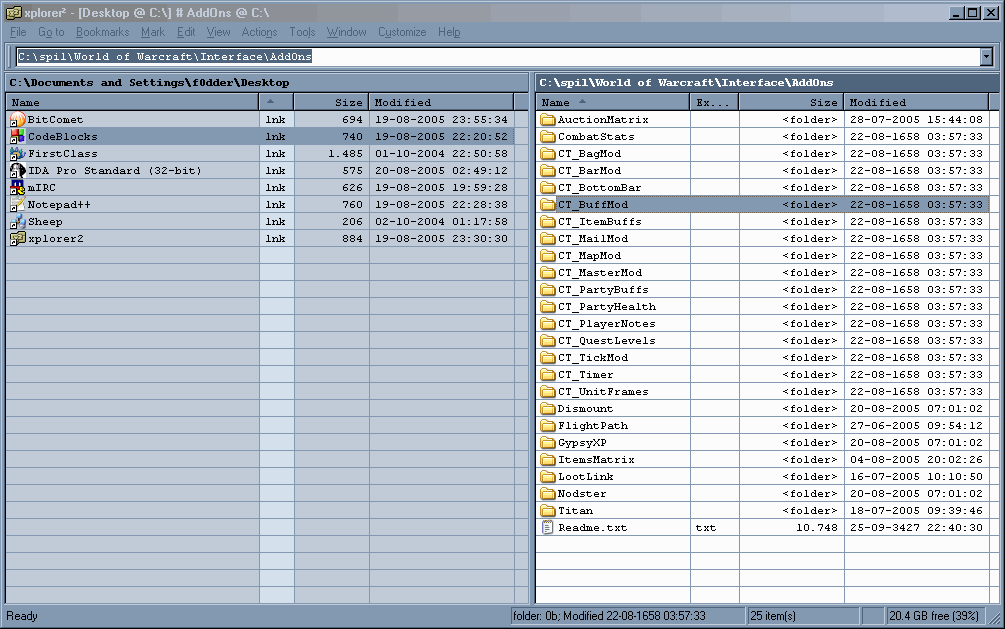 xplorer² - [Desktop @ C:\] # AddOns @ C:\
File Go to Bookmarks Mark Edit View Actions Tools Window Customize Help
C:\spil\World of Warcraft\Interface\AddOns
C:\Documents and Settings\f0dder\Desktop
Name Size Modified
BitComet lnk 694 19-08-2005 23:55:34
CodeBlocks lnk 740 19-08-2005 22:20:52
FirstClass lnk 1.485 01-10-2004 22:50:58
IDA Pro Standard (32-bit) lnk 575 20-08-2005 02:49:12
mIRC lnk 626 19-08-2005 19:59:28
Notepad++ lnk 760 19-08-2005 22:28:38
Sheep lnk 206 02-10-2004 01:17:58
xplorer2 lnk 884 19-08-2005 23:30:30
C:\spil\World of Warcraft\Interface\AddOns
Name Ex... Size Modified
AuctionMatrix <folder> 28-07-2005 15:44:08
CombatStats <folder> 22-08-1658 03:57:33
CT_BagMod <folder> 22-08-1658 03:57:33
CT_BarMod <folder> 22-08-1658 03:57:33
CT_BottomBar <folder> 22-08-1658 03:57:33
CT_BuffMod <folder> 22-08-1658 03:57:33
CT_ItemBuffs <folder> 22-08-1658 03:57:33
CT_MailMod <folder> 22-08-1658 03:57:33
CT_MapMod <folder> 22-08-1658 03:57:33
CT_MasterMod <folder> 22-08-1658 03:57:33
CT_PartyBuffs <folder> 22-08-1658 03:57:33
CT_PartyHealth <folder> 22-08-1658 03:57:33
CT_PlayerNotes <folder> 22-08-1658 03:57:33
CT_QuestLevels <folder> 22-08-1658 03:57:33
CT_TickMod <folder> 22-08-1658 03:57:33
CT_Timer <folder> 22-08-1658 03:57:33
CT_UnitFrames <folder> 22-08-1658 03:57:33
Dismount <folder> 20-08-2005 07:01:02
FlightPath <folder> 27-06-2005 09:54:12
GypsyXP <folder> 20-08-2005 07:01:02
ItemsMatrix <folder> 04-08-2005 20:02:26
LootLink <folder> 16-07-2005 10:10:50
Nodster <folder> 20-08-2005 07:01:02
Titan <folder> 18-07-2005 09:39:46
Readme.txt txt 10.748 25-09-3427 22:40:30
Ready folder: 0b; Modified 22-08-1658 03:57:33 25 item(s) 20.4 GB free (39%)